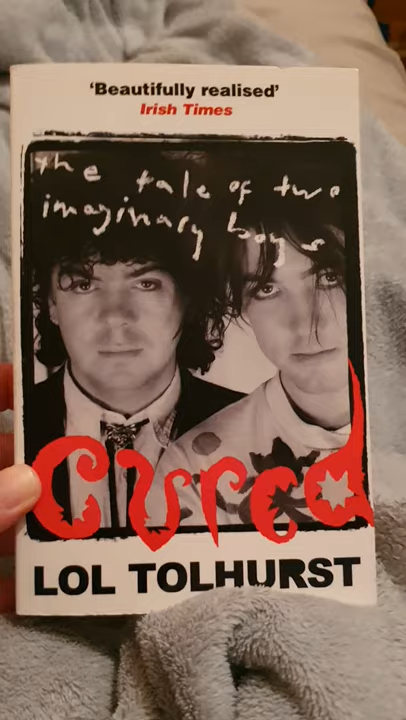 ‘Beautifully realised’
Irish Times
the tale of two
imaginary boys
Cured
LOL TOLHURST